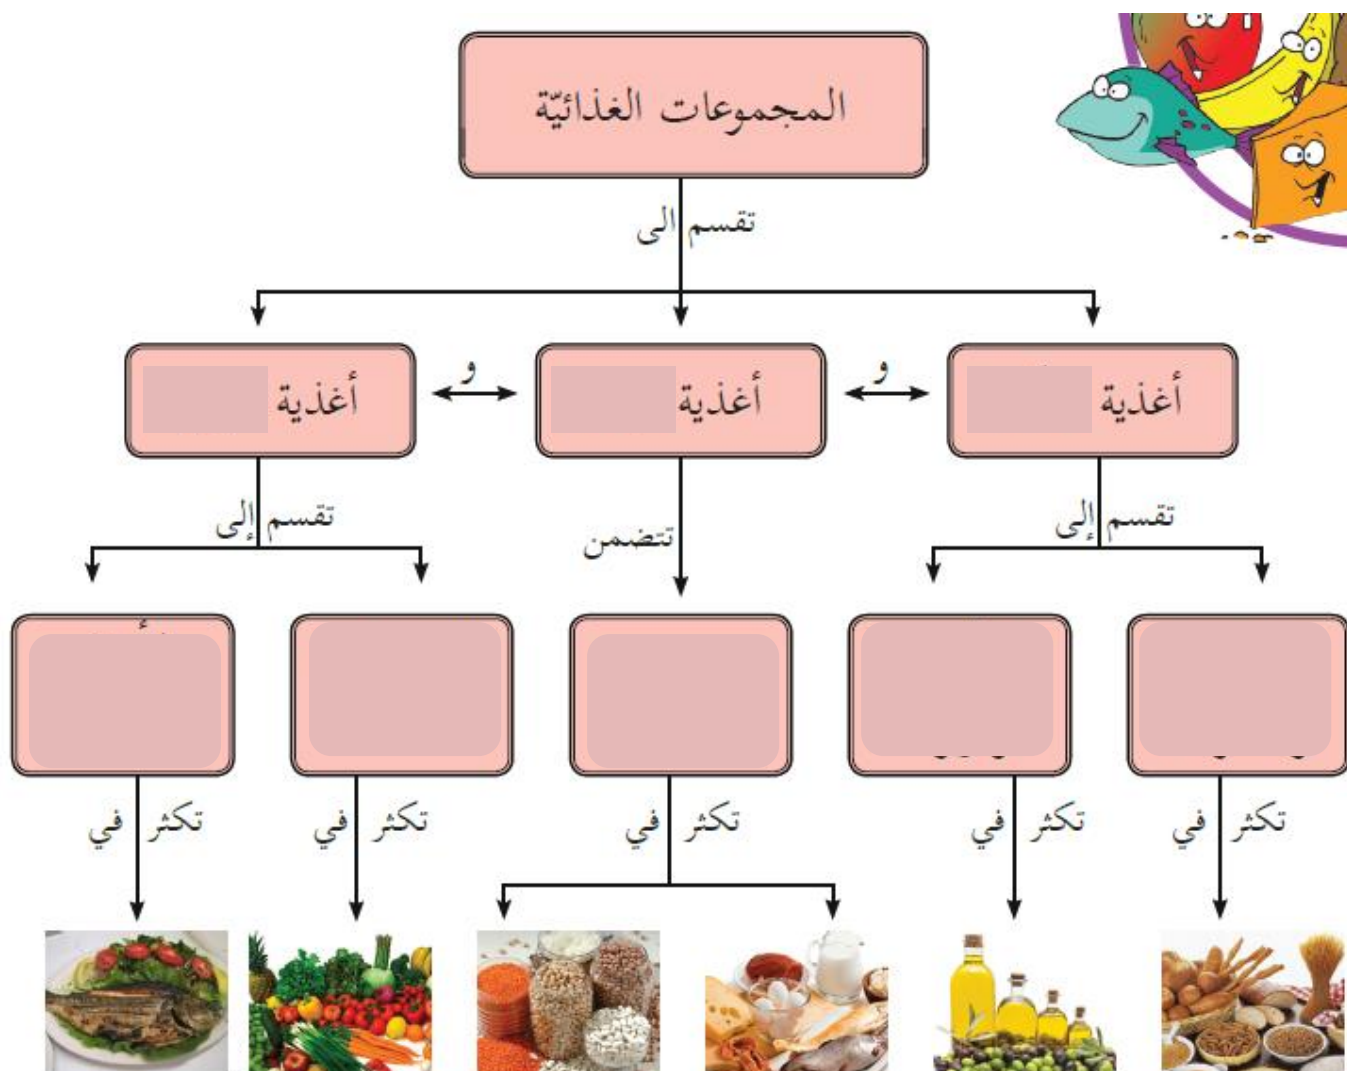 المجموعات الغذائيّة
تقسم الى
أغذية
و
أغذية
و
أغذية
تقسم إلى
تتضمن
تقسم إلى
تكثر في
تكثر في
تكثر في
تكثر في
تكثر في